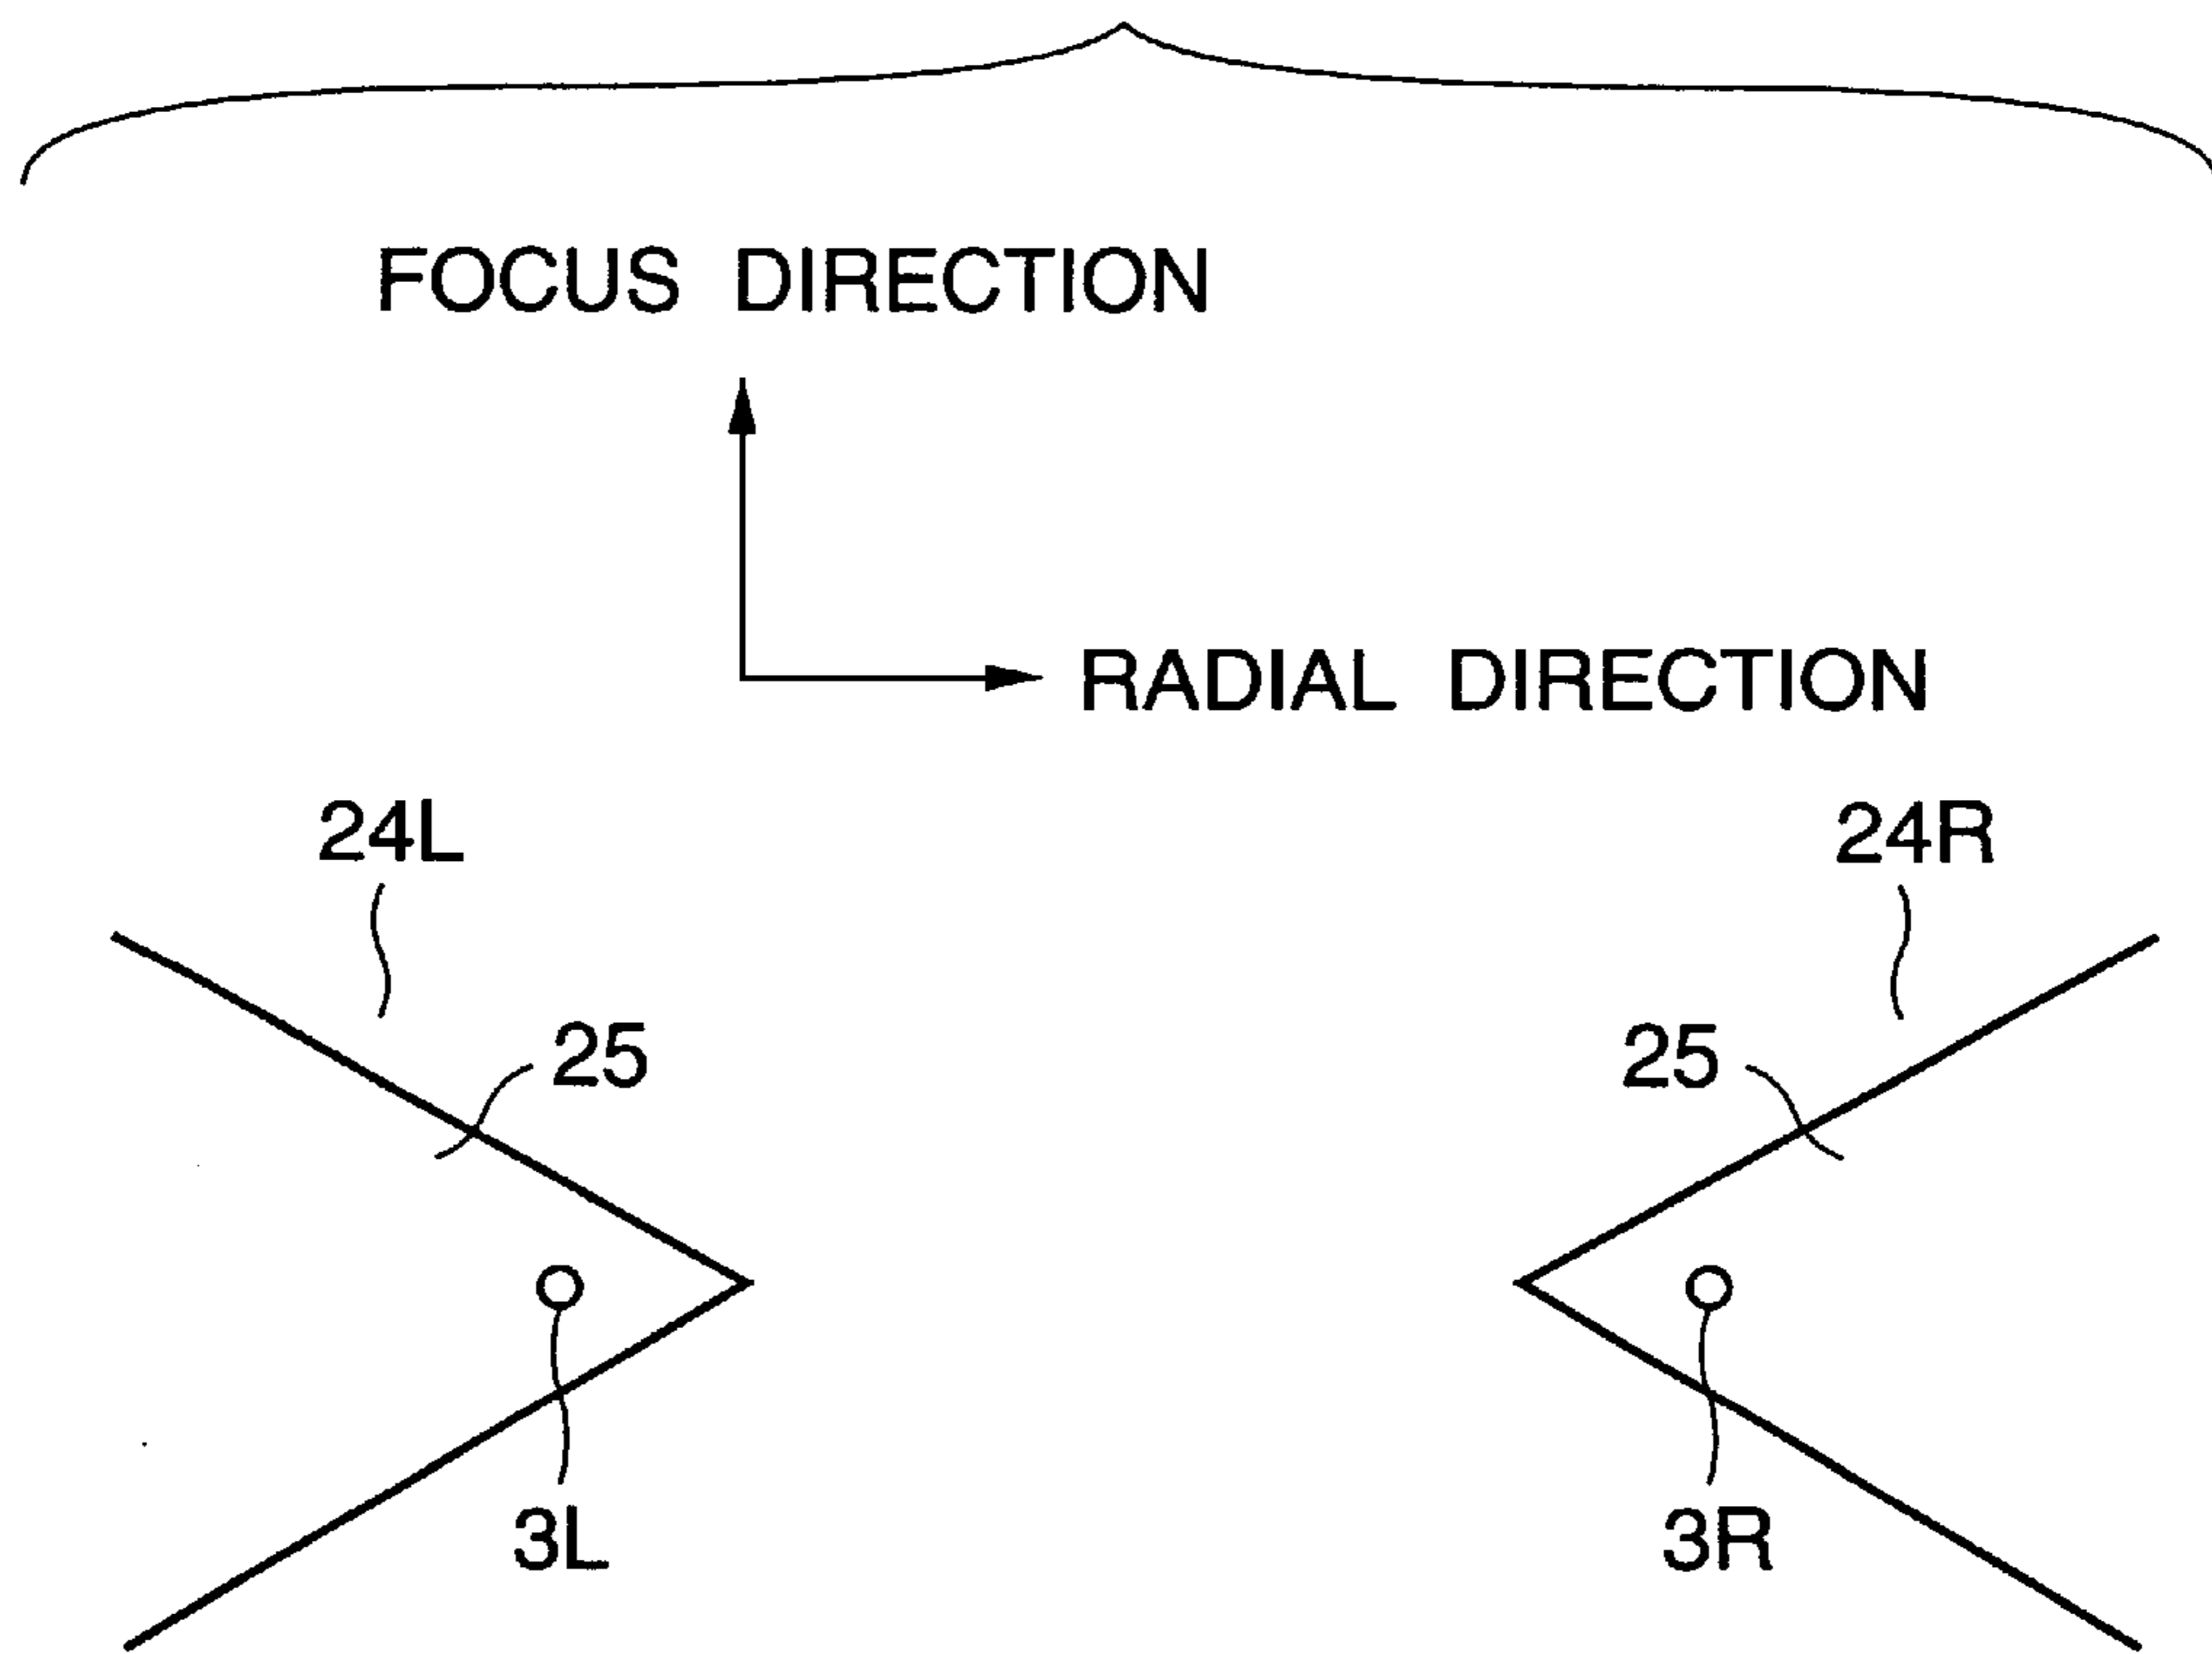 FOCUS DIRECTION
RADIAL DIRECTION
24L
24R
25
25
3L
3R